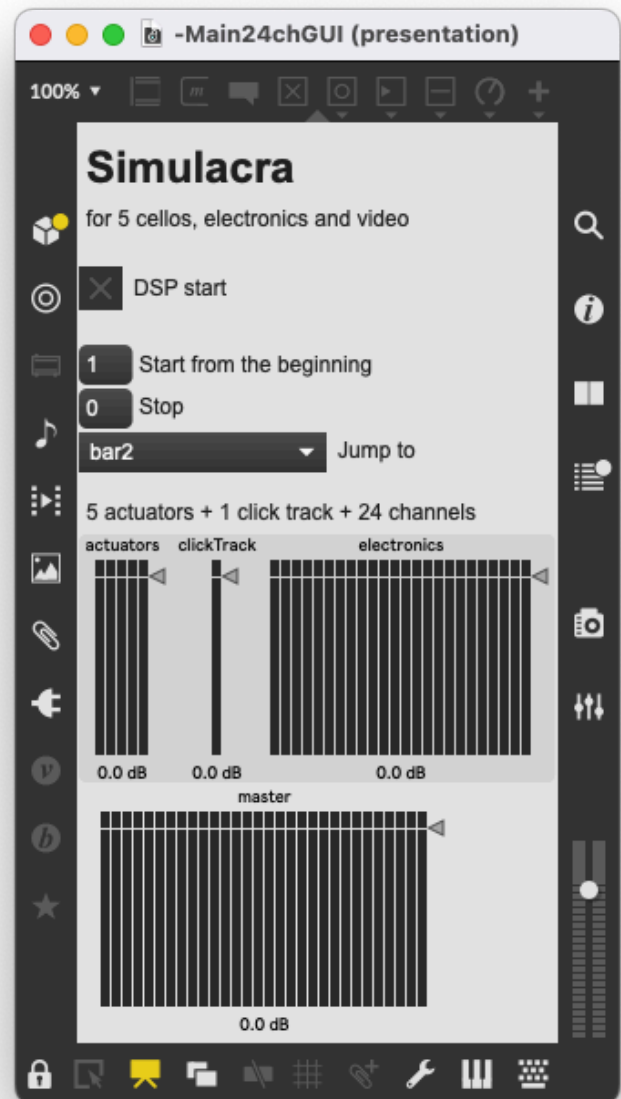 -Main24chGUI (presentation)
100%
Simulacra
for 5 cellos, electronics and video
DSP start
1 Start from the beginning
0 Stop
bar2 Jump to
5 actuators + 1 click track + 24 channels
actuators clickTrack electronics
0.0 dB 0.0 dB 0.0 dB
master
0.0 dB